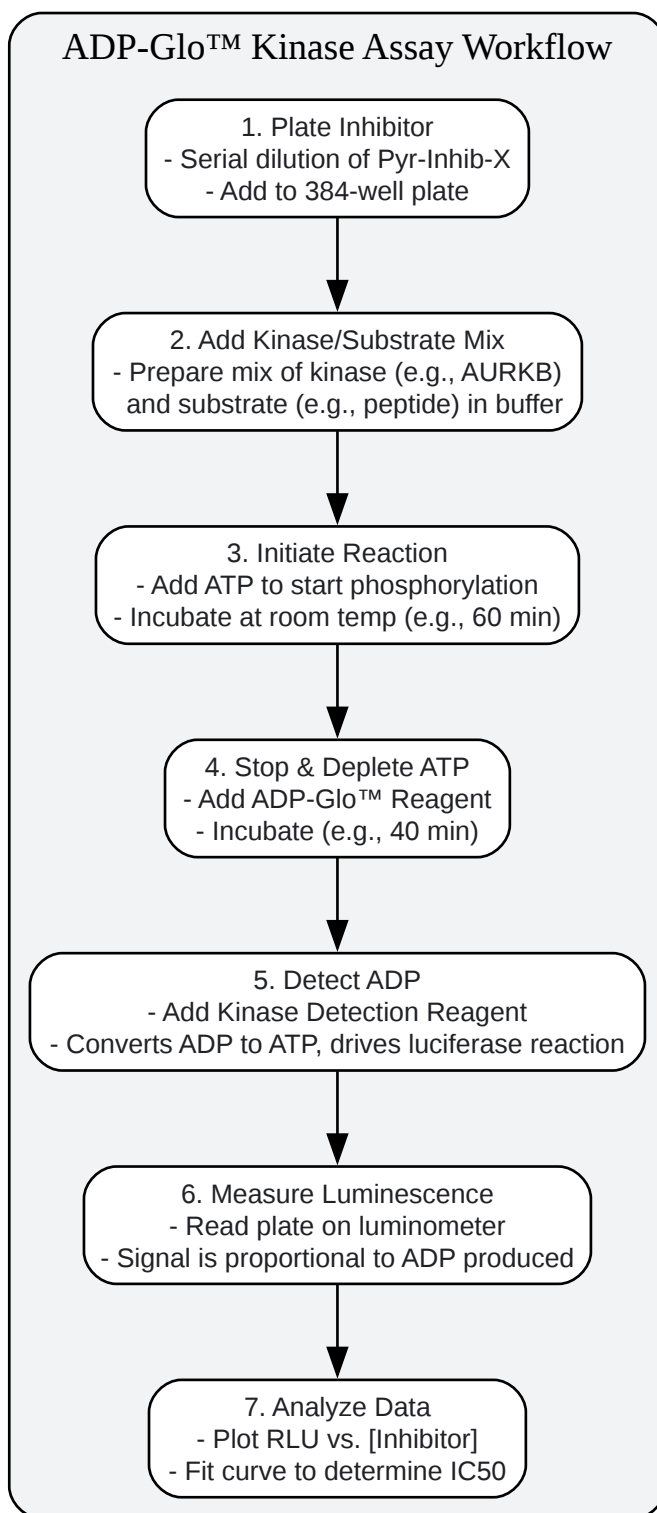 ADP-Glo™ Kinase Assay Workflow
1. Plate Inhibitor
- Serial dilution of Pyr-Inhib-X
- Add to 384-well plate
2. Add Kinase/Substrate Mix
- Prepare mix of kinase (e.g., AURKB)
and substrate (e.g., peptide) in buffer
3. Initiate Reaction
- Add ATP to start phosphorylation
- Incubate at room temp (e.g., 60 min)
4. Stop & Deplete ATP
- Add ADP-Glo™ Reagent
- Incubate (e.g., 40 min)
5. Detect ADP
- Add Kinase Detection Reagent
- Converts ADP to ATP, drives luciferase reaction
6. Measure Luminescence
- Read plate on luminometer
- Signal is proportional to ADP produced
7. Analyze Data
- Plot RLU vs. [Inhibitor]
- Fit curve to determine IC50